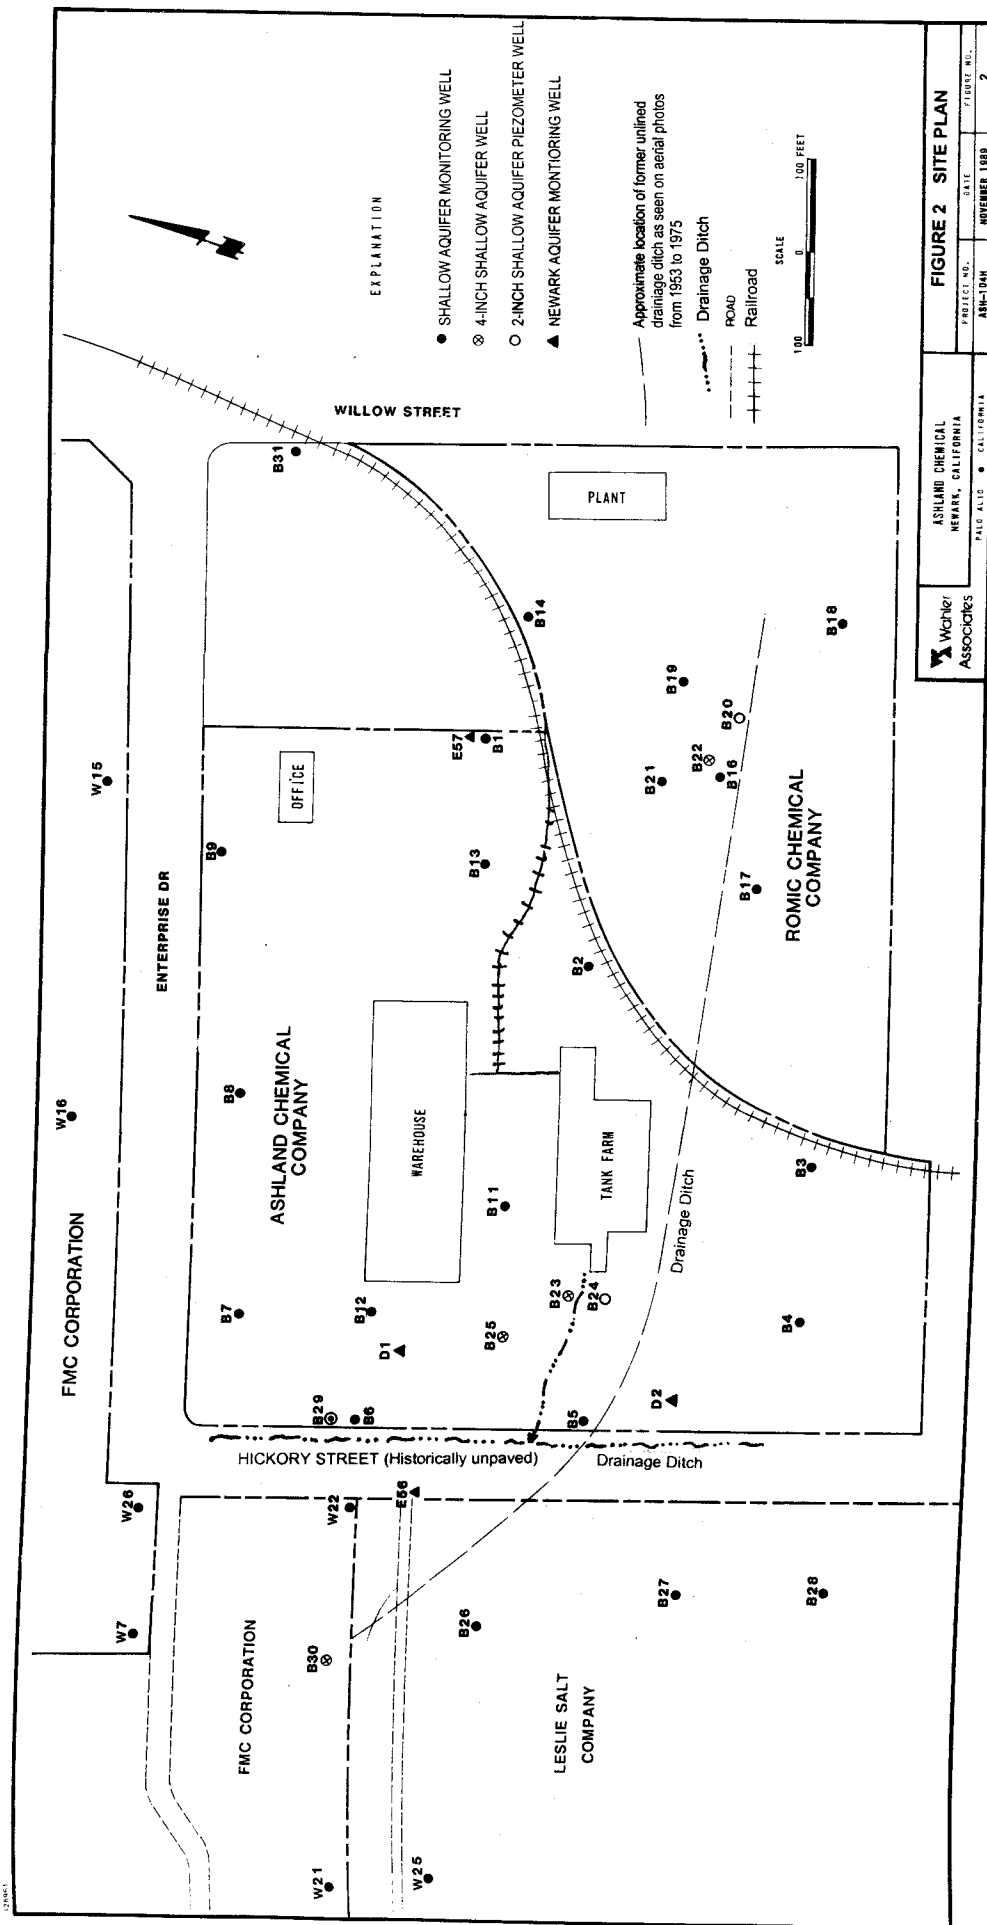 FMC CORPORATION
W15
W16
W26
W7
ENTERPRISE DR
WILLOW STREET
B31
B9
B8
B7
OFFICE
ASHLAND CHEMICAL
COMPANY
WAREHOUSE
TANK FARM
PLANT
E57
B1
B13
B14
B2
B11
B12
D1
B29
B6
B25
B23
B24
B5
D2
B4
B3
B19
B20
B22
B21
B16
B17
B18
ROMIC CHEMICAL
COMPANY
Drainage Ditch
HICKORY STREET (Historically unpaved)
Drainage Ditch
W22
E56
FMC CORPORATION
B30
W21
W25
B26
B27
B28
LESLIE SALT
COMPANY
EXPLANATION
SHALLOW AQUIFER MONITORING WELL
4-INCH SHALLOW AQUIFER WELL
2-INCH SHALLOW AQUIFER PIEZOMETER WELL
NEWARK AQUIFER MONTIORING WELL
Approximate location of former unlined
drainiage ditch as seen on aerial photos
from 1953 to 1975
Drainage Ditch
ROAD
Railroad
SCALE
100 0 100 FEET
Wahler
Associates
ASHLAND CHEMICAL
NEWARK, CALIFORNIA
PALO ALTO • CALIFORNIA
FIGURE 2 SITE PLAN
PROJECT NO. DATE FIGURE NO.
ASH-104H NOVEMBER 1989 2